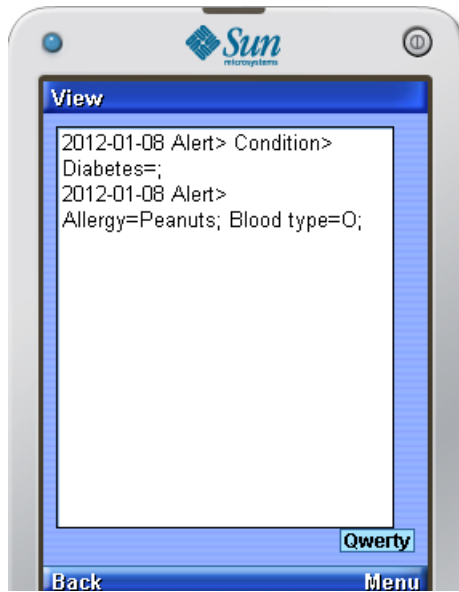 Sun
microsystems
View
2012-01-08 Alert> Condition>
Diabetes=;
2012-01-08 Alert>
Allergy=Peanuts; Blood type=O;
Qwerty
Back Menu